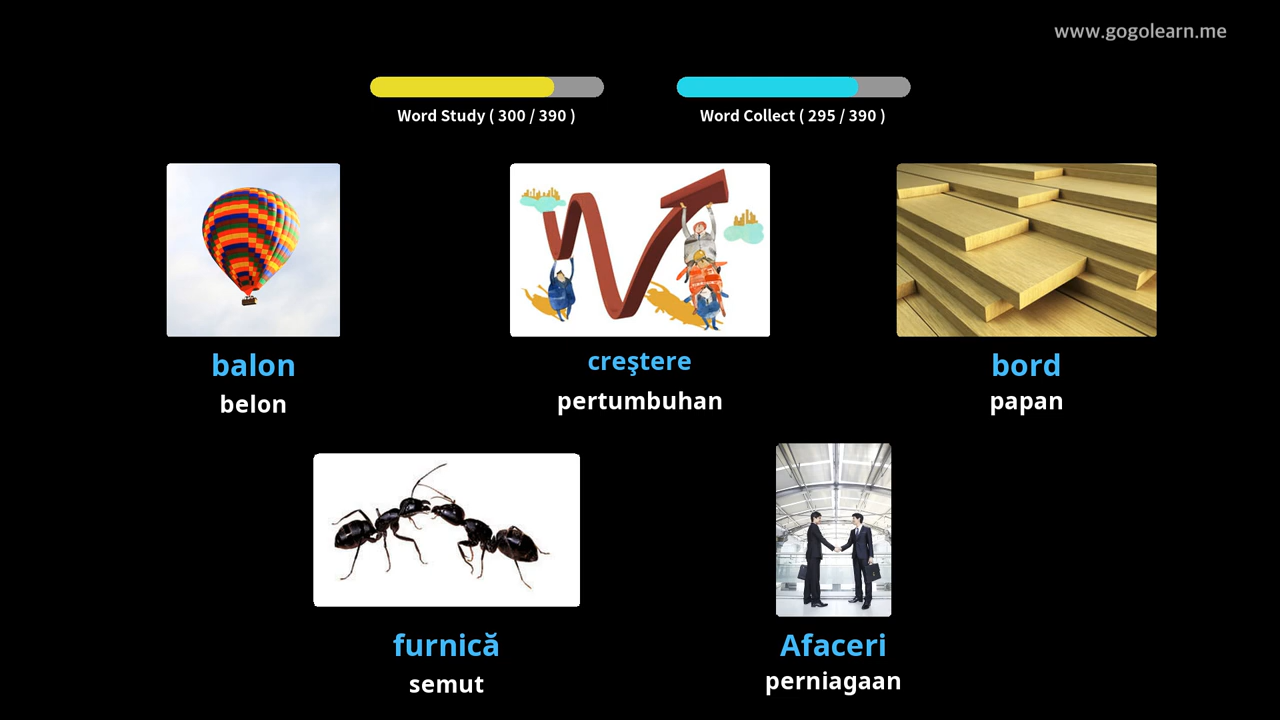 www.gogolearn.me
Word Study ( 300 / 390 )
Word Collect ( 295 / 390 )
balon
belon
creştere
pertumbuhan
bord
papan
furnică
semut
Afaceri
perniagaan